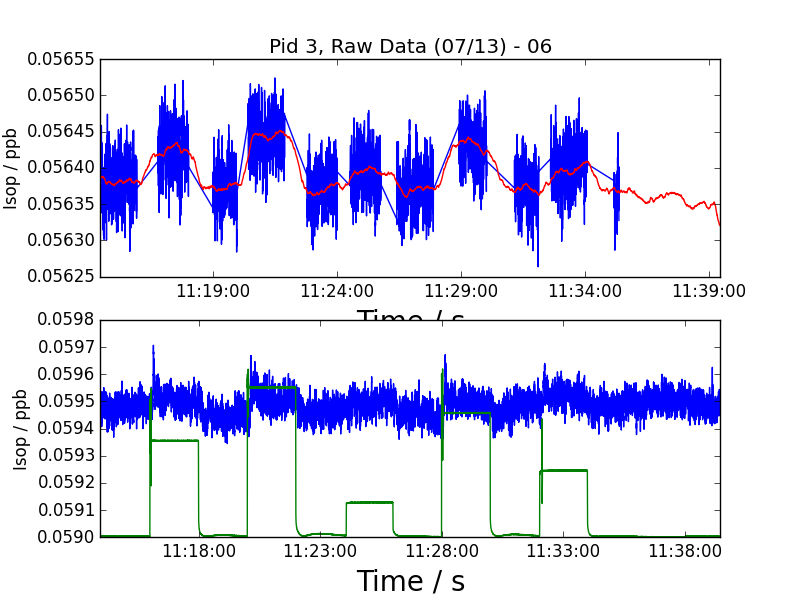 Pid 3, Raw Data (07/13) - 06
Isop / ppb
0.05655
0.05650
0.05645
0.05640
0.05635
0.05630
0.05625
11:19:00 11:24:00 11:29:00 11:34:00 11:39:00
Time / s
Isop / ppb
0.0598
0.0597
0.0596
0.0595
0.0594
0.0593
0.0592
0.0591
0.0590
11:18:00 11:23:00 11:28:00 11:33:00 11:38:00
Time / s